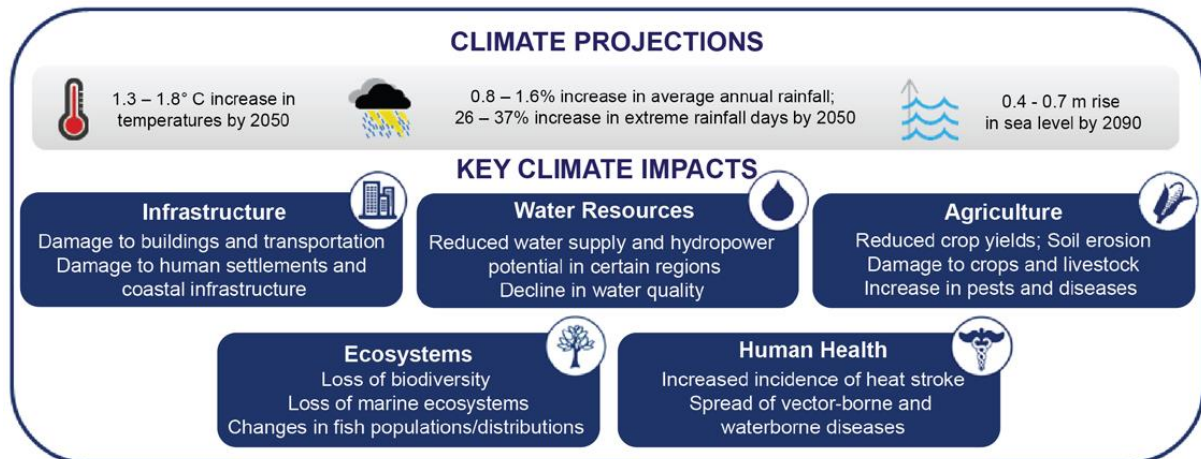 CLIMATE PROJECTIONS
1.3 – 1.8° C increase in
temperatures by 2050
0.8 – 1.6% increase in average annual rainfall;
26 – 37% increase in extreme rainfall days by 2050
0.4 - 0.7 m rise
in sea level by 2090
KEY CLIMATE IMPACTS
Infrastructure
Damage to buildings and transportation
Damage to human settlements and
coastal infrastructure
Water Resources
Reduced water supply and hydropower
potential in certain regions
Decline in water quality
Agriculture
Reduced crop yields; Soil erosion
Damage to crops and livestock
Increase in pests and diseases
Ecosystems
Loss of biodiversity
Loss of marine ecosystems
Changes in fish populations/distributions
Human Health
Increased incidence of heat stroke
Spread of vector-borne and
waterborne diseases